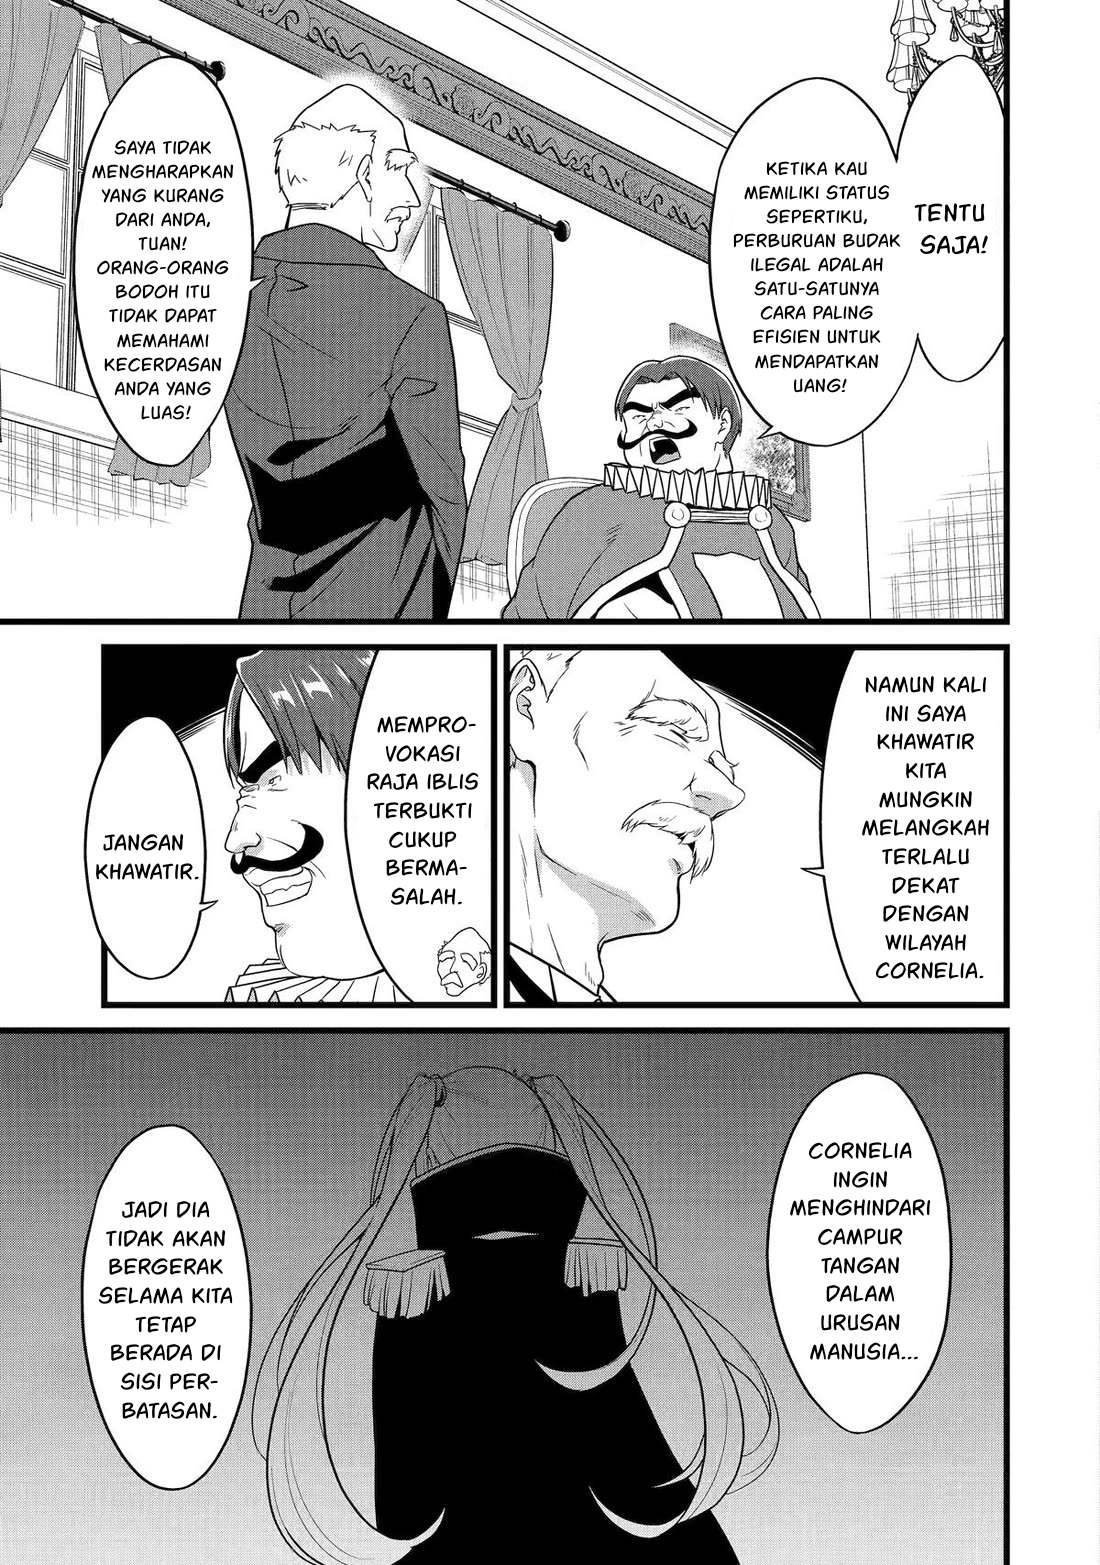 TENTU
SAJA!
KETIKA KAU
MEMILIKI STATUS
SEPERTIKU,
PERBURUAN BUDAK
ILEGAL ADALAH
SATU-SATUNYA
CARA PALING
EFISIEN UNTUK
MENDAPATKAN
UANG!
SAYA TIDAK
MENGHARAPKAN
YANG KURANG
DARI ANDA,
TUAN!
ORANG-ORANG
BODOH ITU
TIDAK DAPAT
MEMAHAMI
KECERDASAN
ANDA YANG
LUAS!
NAMUN KALI
INI SAYA
KHAWATIR
KITA
MUNGKIN
MELANGKAH
TERLALU
DEKAT
DENGAN
WILAYAH
CORNELIA.
MEMPRO-
VOKASI
RAJA IBLIS
TERBUKTI
CUKUP
BERMA-
SALAH.
JANGAN
KHAWATIR.
CORNELIA
INGIN
MENGHINDARI
CAMPUR
TANGAN
DALAM
URUSAN
MANUSIA...
JADI DIA
TIDAK AKAN
BERGERAK
SELAMA KITA
TETAP
BERADA DI
SISI PER-
BATASAN.